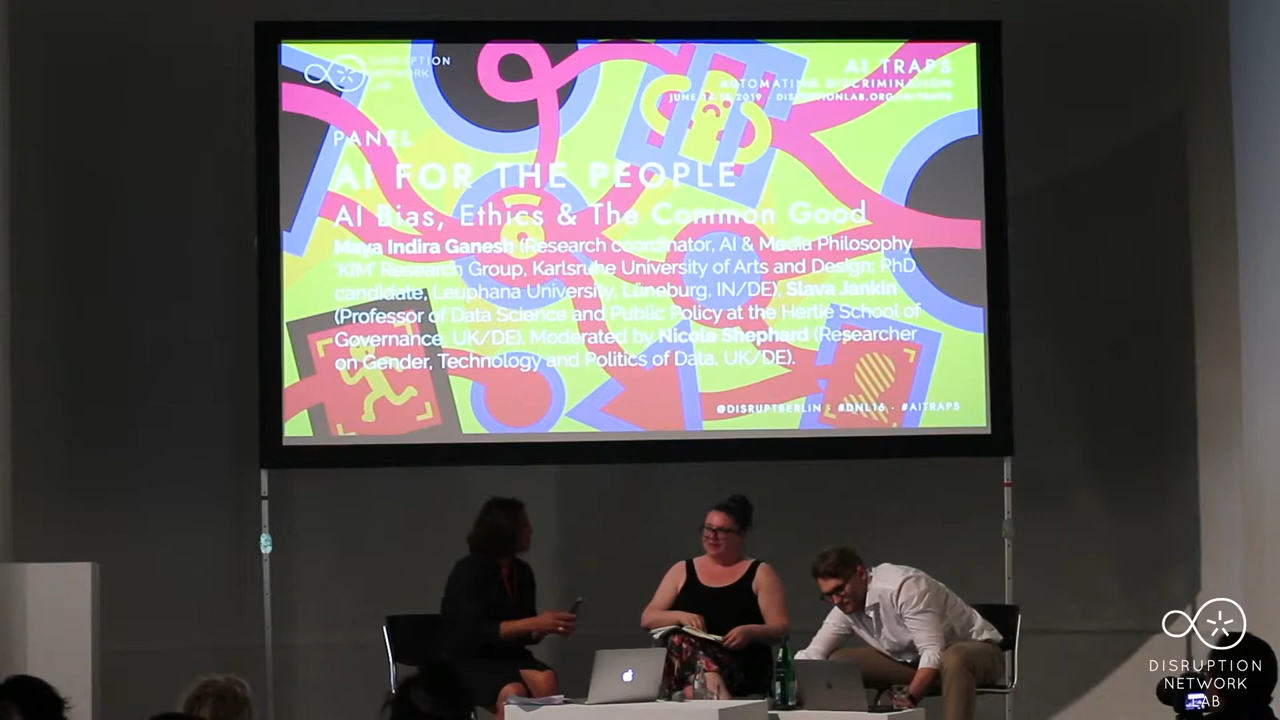 DISRUPTION
NETWORK
LAB
AI TRAPS
AUTOMATING DISCRIMINATION
JUNE 2019 · DISRUPTIONLAB.ORG
PANEL
AI FOR THE PEOPLE
AI Bias, Ethics & The Common Good
Maya Indira Ganesh (Research coordinator, AI & Media Philosophy
'KIM' Research Group, Karlsruhe University of Arts and Design; PhD
candidate, Leuphana University, Lüneburg, IN/DE), Slava Jankin
(Professor of Data Science and Public Policy at the Hertie School of
Governance, UK/DE). Moderated by Nicole Shephard (Researcher
on Gender, Technology and Politics of Data, UK/DE).
@DISRUPTBERLIN · #DNL16 · #AITRAPS
DISRUPTION
NETWORK
LAB